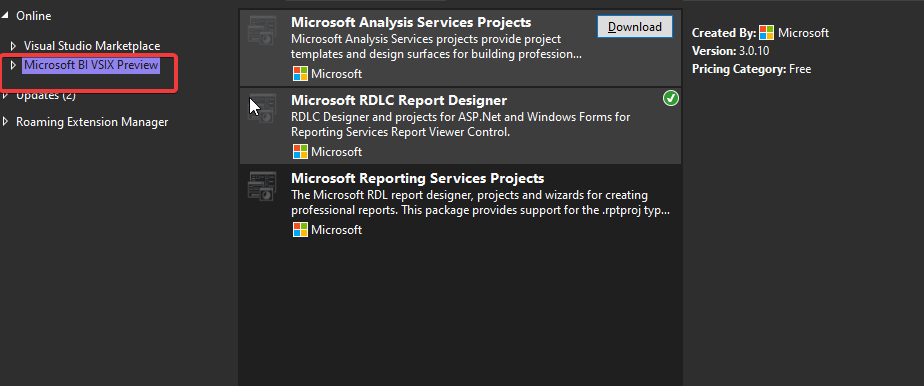 Online
Visual Studio Marketplace
Microsoft BI VSIX Preview
Updates (2)
Roaming Extension Manager
Microsoft Analysis Services Projects
Download
Microsoft Analysis Services projects provide project
templates and design surfaces for building profession...
Microsoft
Microsoft RDLC Report Designer
RDLC Designer and projects for ASP.Net and Windows Forms for
Reporting Services Report Viewer Control.
Microsoft
Microsoft Reporting Services Projects
The Microsoft RDL report designer, projects and wizards for creating
professional reports. This package provides support for the .rptproj typ...
Microsoft
Created By: Microsoft
Version: 3.0.10
Pricing Category: Free